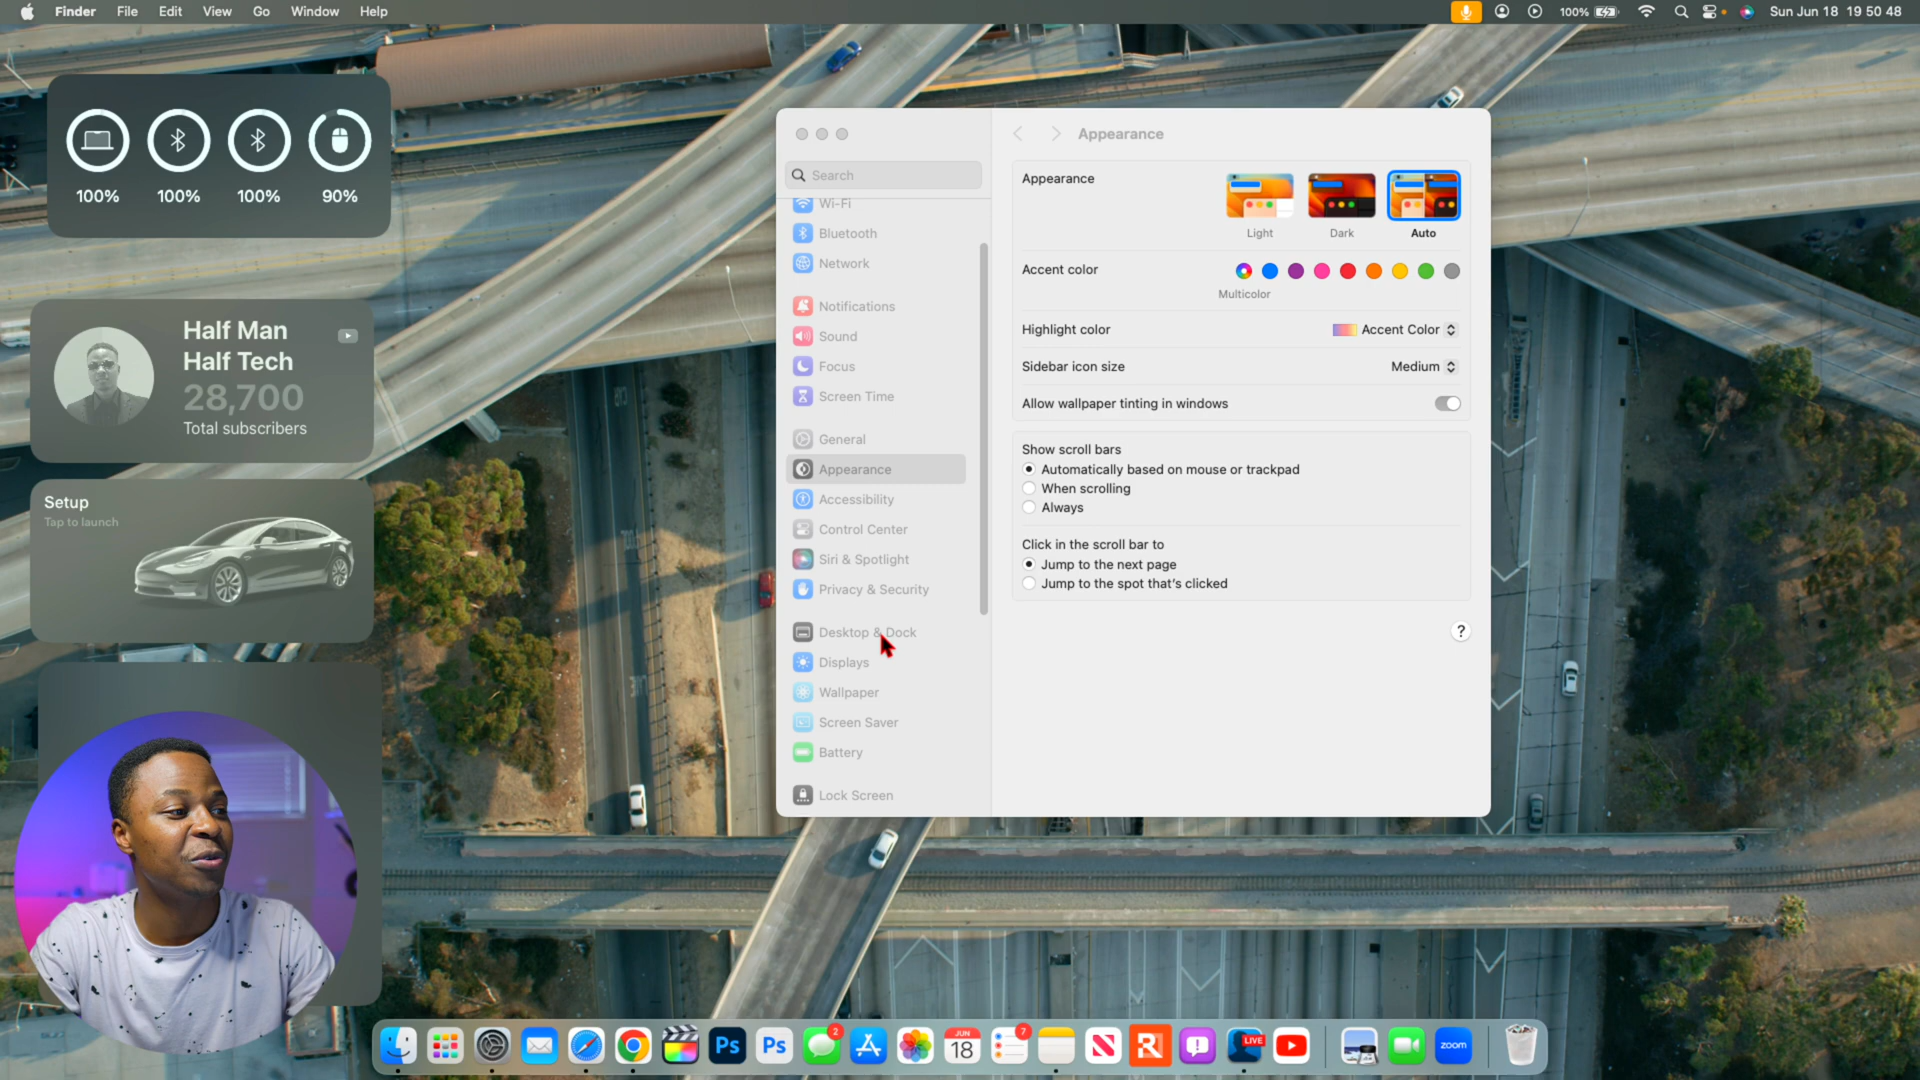 Finder File Edit View Go Window Help
100% Sun Jun 18 19 50 48
100% 100% 100% 90%
Half Man
Half Tech
28,700
Total subscribers
Setup
Tap to launch
Search
Wi-Fi
Bluetooth
Network
Notifications
Sound
Focus
Screen Time
General
Appearance
Accessibility
Control Center
Siri & Spotlight
Privacy & Security
Desktop & Dock
Displays
Wallpaper
Screen Saver
Battery
Lock Screen
Appearance
Appearance
Light Dark Auto
Accent color
Multicolor
Highlight color Accent Color
Sidebar icon size Medium
Allow wallpaper tinting in windows
Show scroll bars
Automatically based on mouse or trackpad
When scrolling
Always
Click in the scroll bar to
Jump to the next page
Jump to the spot that's clicked
?
Ps Ps 2 JUN 18 7 N R LIVE zoom